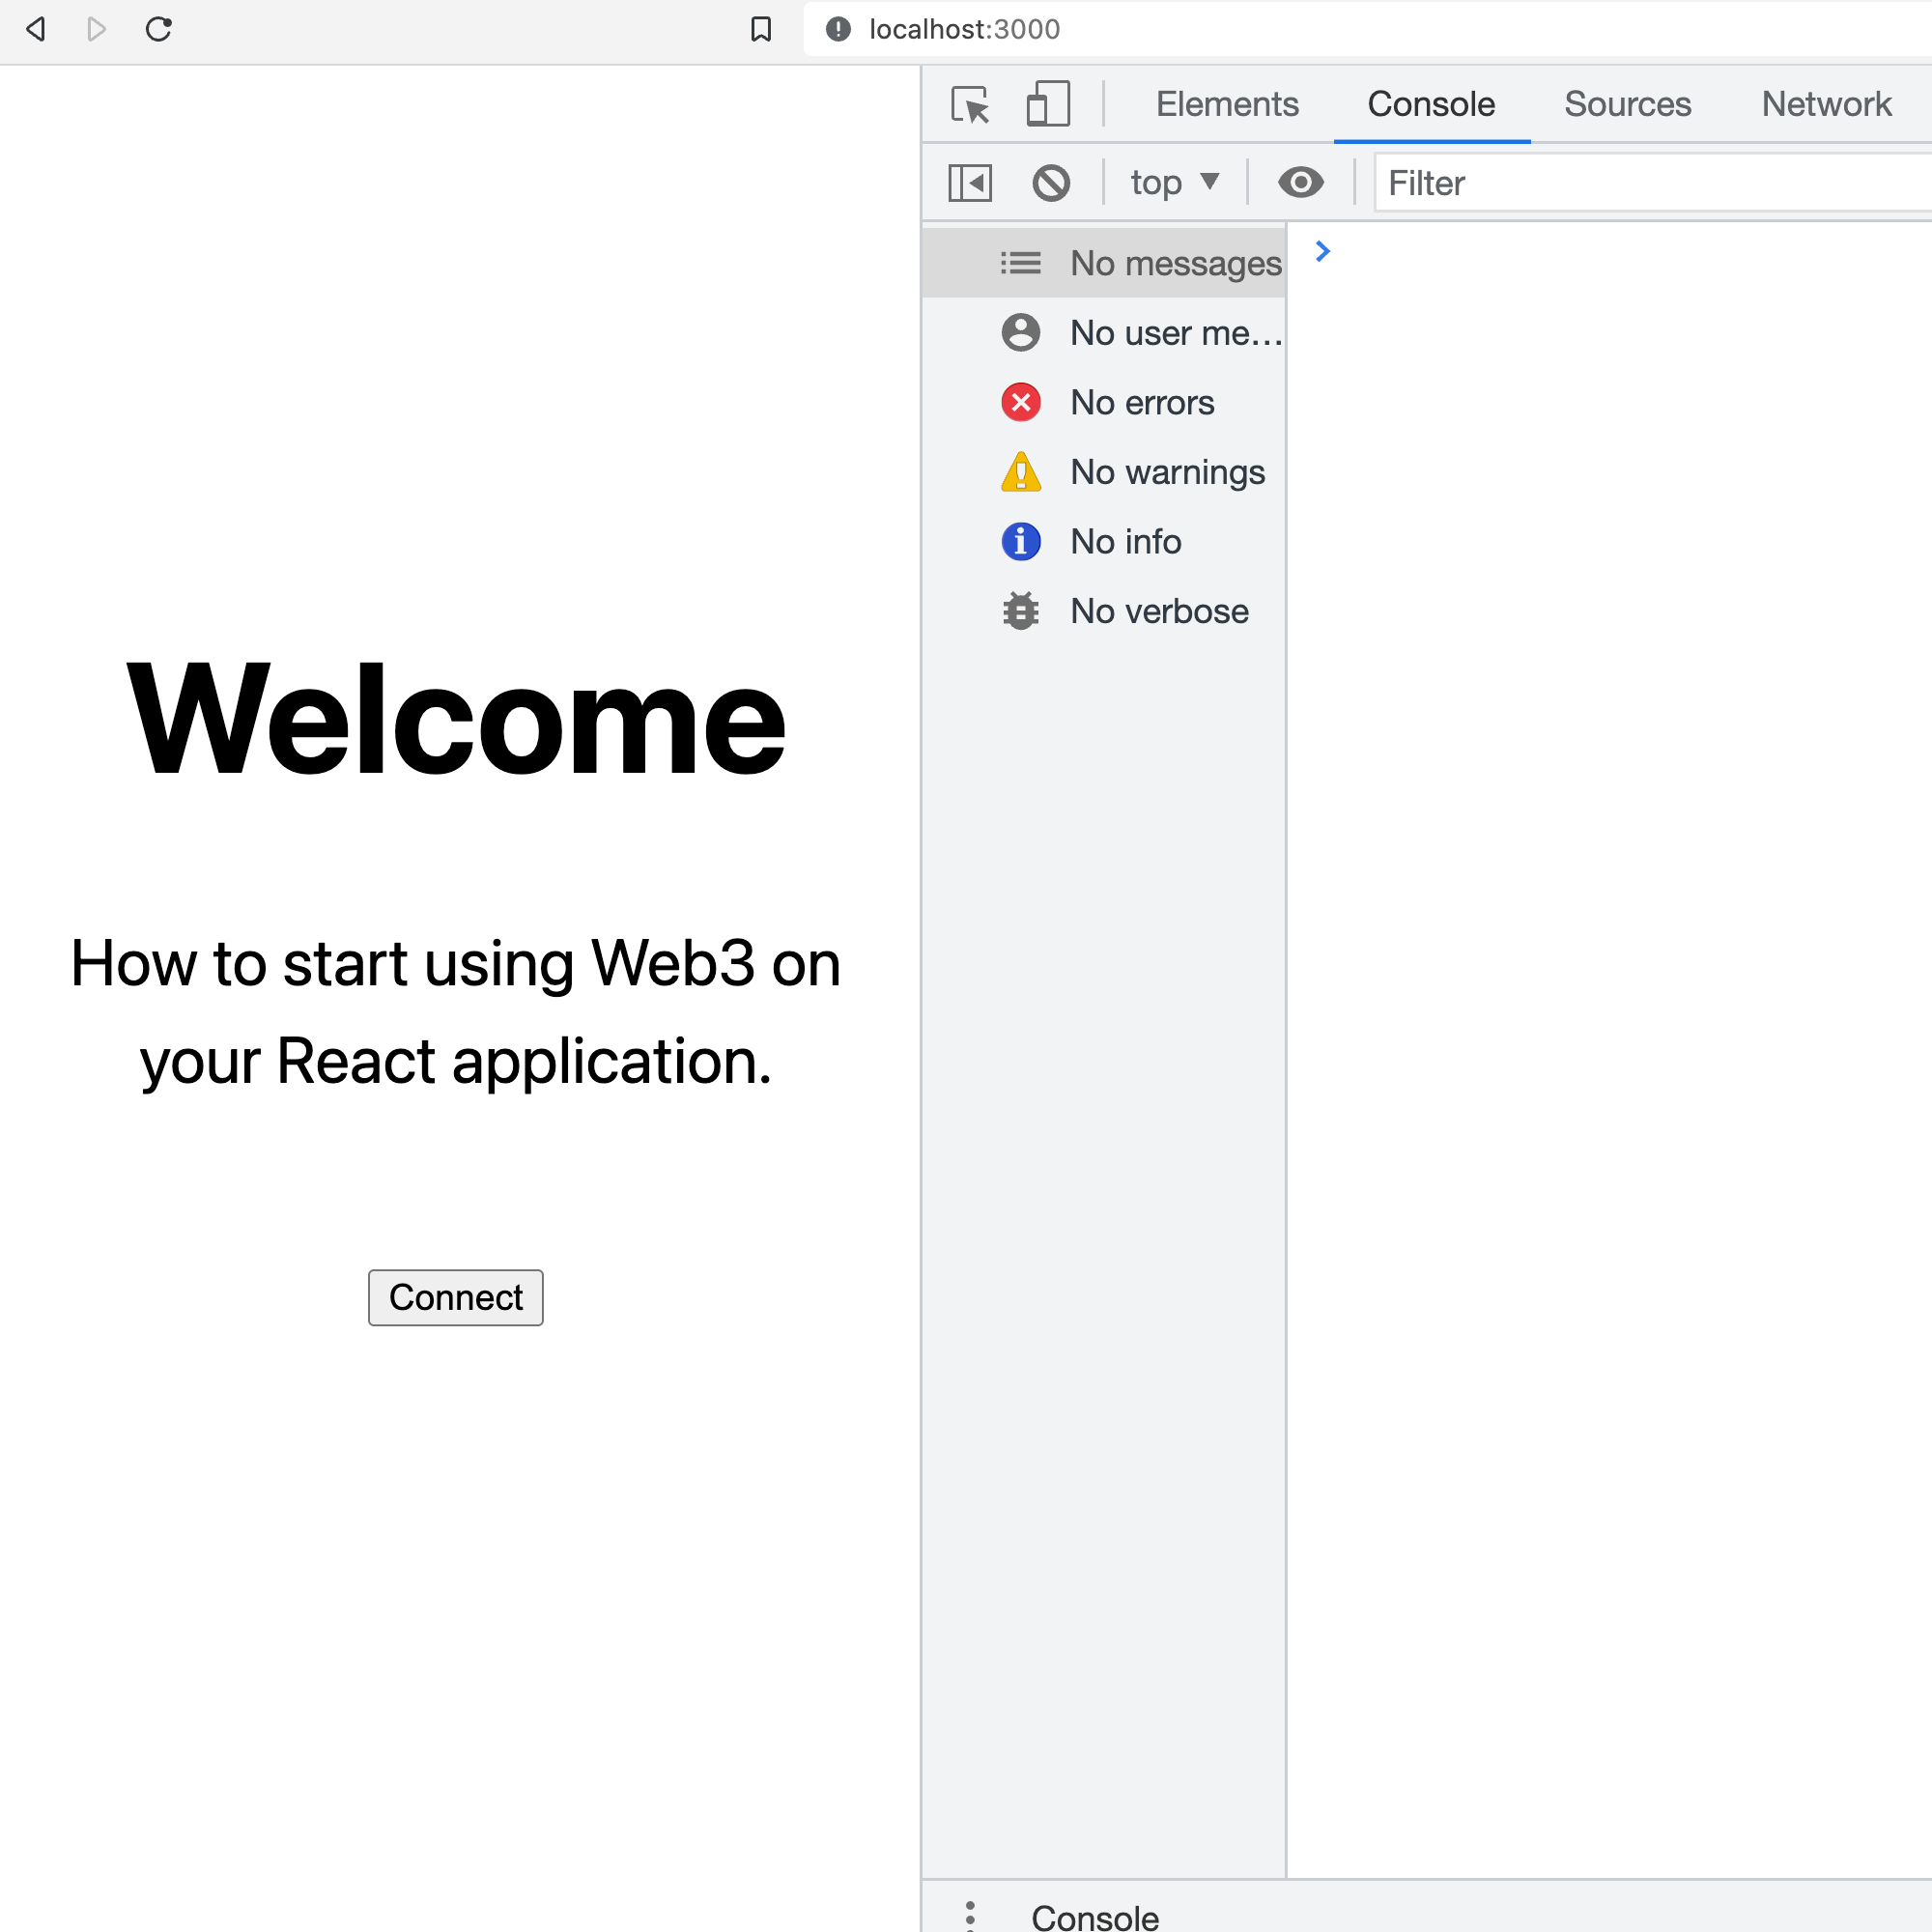 localhost:3000
Elements Console Sources Network
top Filter
No messages
No user me...
No errors
No warnings
No info
No verbose
Welcome
How to start using Web3 on
your React application.
Connect
Console